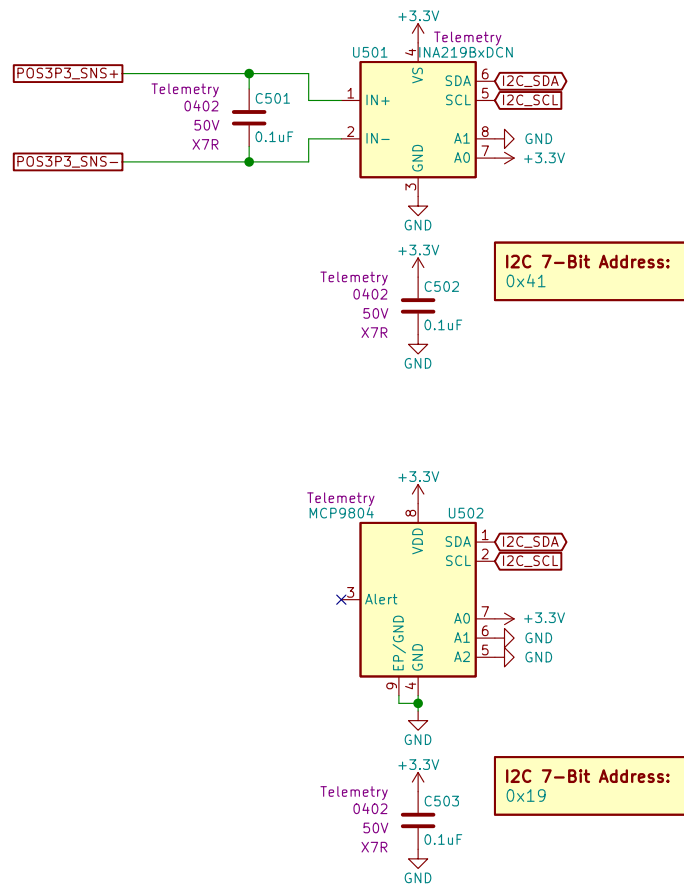 +3.3V
Telemetry
U501
INA219BxDCN
4
VS
POS3P3_SNS+
SDA
6
I2C_SDA
Telemetry
C501
1
IN+
SCL
5
I2C_SCL
0402
50V
0.1uF
2
IN-
A1
8
GND
X7R
A0
7
+3.3V
POS3P3_SNS-
GND
3
GND
+3.3V
I2C 7-Bit Address:
0x41
Telemetry
C502
0402
50V
0.1uF
X7R
GND
+3.3V
Telemetry
MCP9804
8
U502
VDD
SDA
1
I2C_SDA
SCL
2
I2C_SCL
3
Alert
A0
7
+3.3V
A1
6
GND
A2
5
GND
EP/GND
GND
9
4
GND
+3.3V
I2C 7-Bit Address:
0x19
Telemetry
C503
0402
50V
0.1uF
X7R
GND